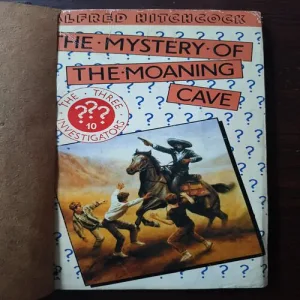 ALFRED HITCHCOCK
THE·MYSTERY·OF
THE·MOANING
CAVE
THE · THREE
???
10
INVESTIGATORS